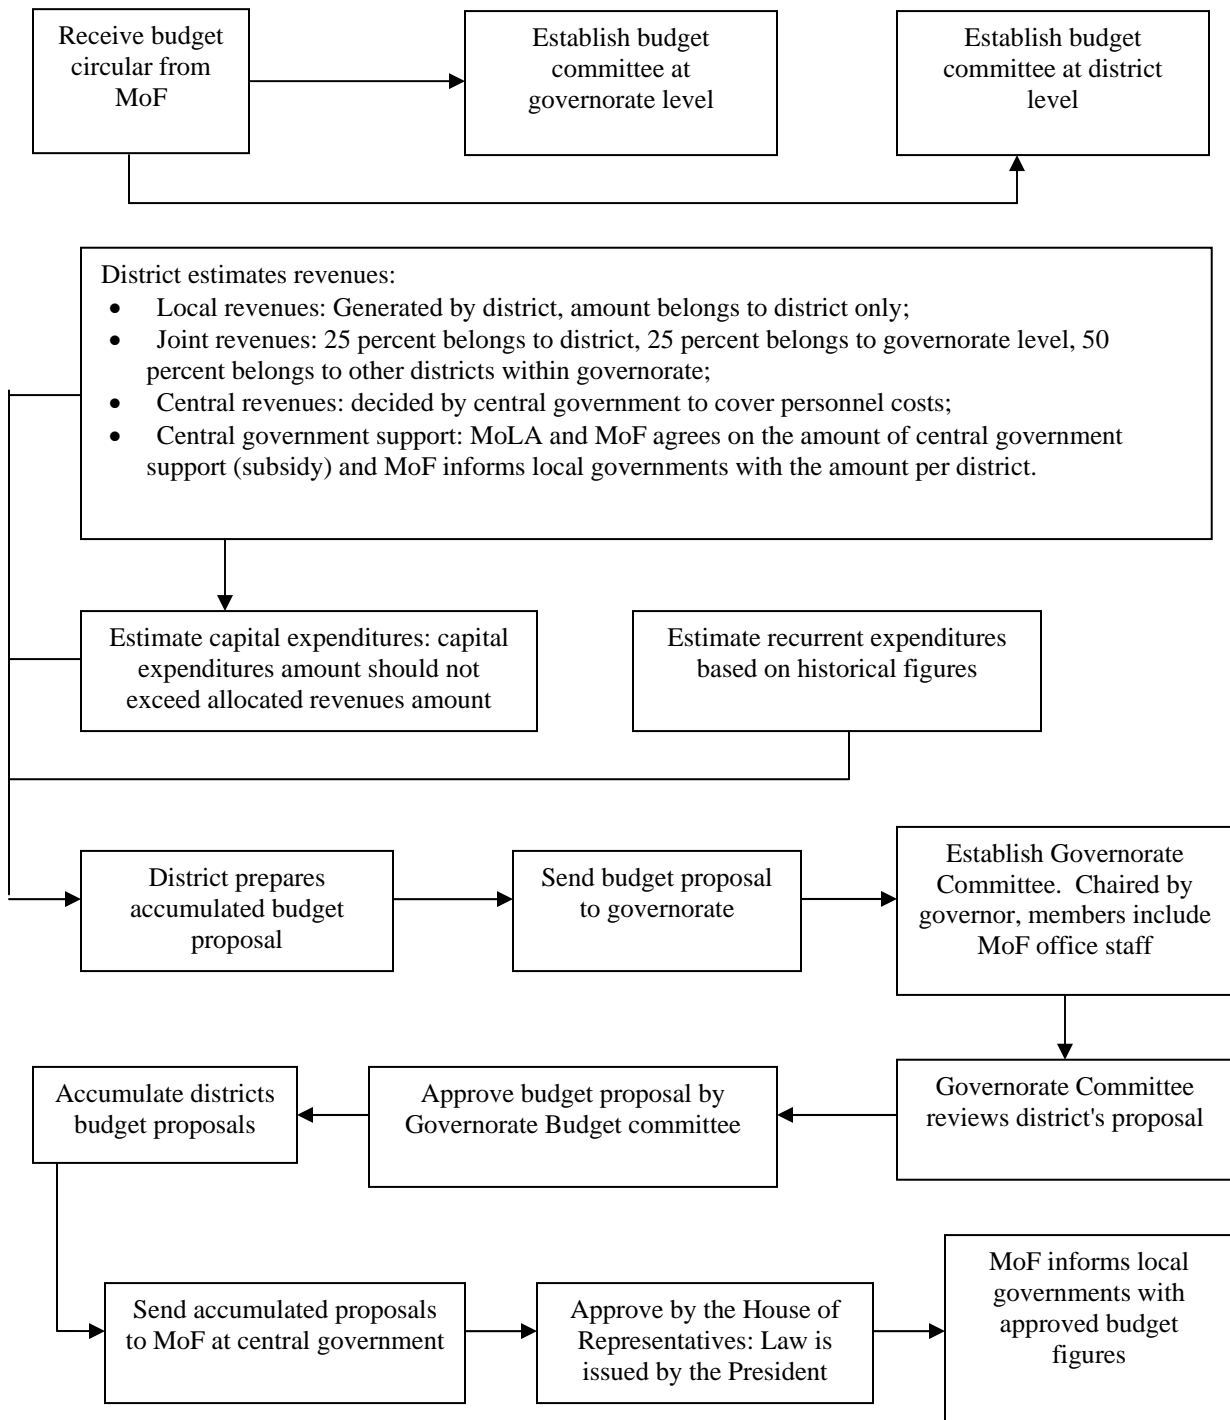 Receive budget
circular from
MoF
Establish budget
committee at
governorate level
Establish budget
committee at district
level
District estimates revenues:
• Local revenues: Generated by district, amount belongs to district only;
• Joint revenues: 25 percent belongs to district, 25 percent belongs to governorate level, 50
percent belongs to other districts within governorate;
• Central revenues: decided by central government to cover personnel costs;
• Central government support: MoLA and MoF agrees on the amount of central government
support (subsidy) and MoF informs local governments with the amount per district.
Estimate capital expenditures: capital
expenditures amount should not
exceed allocated revenues amount
Estimate recurrent expenditures
based on historical figures
District prepares
accumulated budget
proposal
Send budget proposal
to governorate
Establish Governorate
Committee. Chaired by
governor, members include
MoF office staff
Governorate Committee
reviews district's proposal
Approve budget proposal by
Governorate Budget committee
Accumulate districts
budget proposals
Send accumulated proposals
to MoF at central government
Approve by the House of
Representatives: Law is
issued by the President
MoF informs local
governments with
approved budget
figures